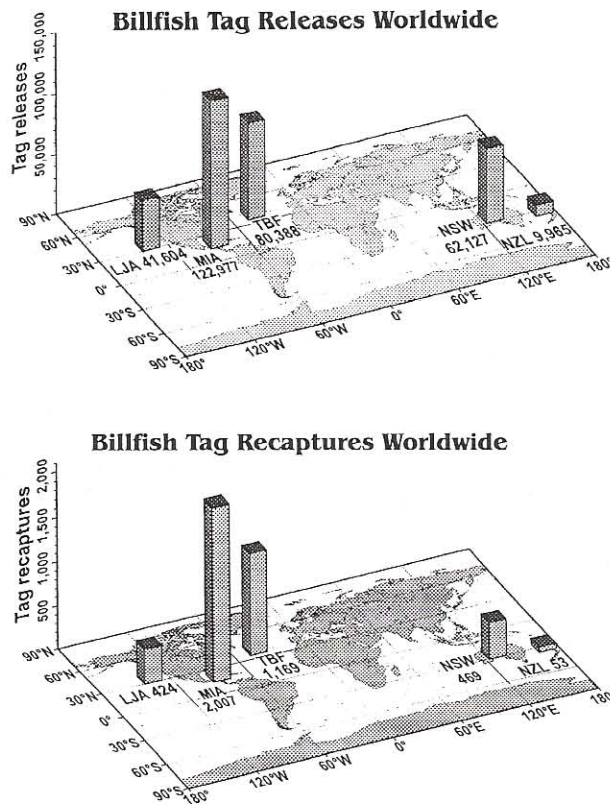 Billfish Tag Releases Worldwide
150,000
100,000
50,000
Tag releases
90°N
60°N
30°N
0°
30°S
60°S
90°S
180°
120°W
60°W
0°
60°E
120°E
180°
LJA 41,604
MIA
122,977
TBF
80,388
NSW
62,127
NZL 9,965
Billfish Tag Recaptures Worldwide
2,000
1,500
1,000
500
Tag recaptures
90°N
60°N
30°N
0°
30°S
60°S
90°S
180°
120°W
60°W
0°
60°E
120°E
180°
LJA 424
MIA
2,007
TBF
1,169
NSW
469
NZL 53